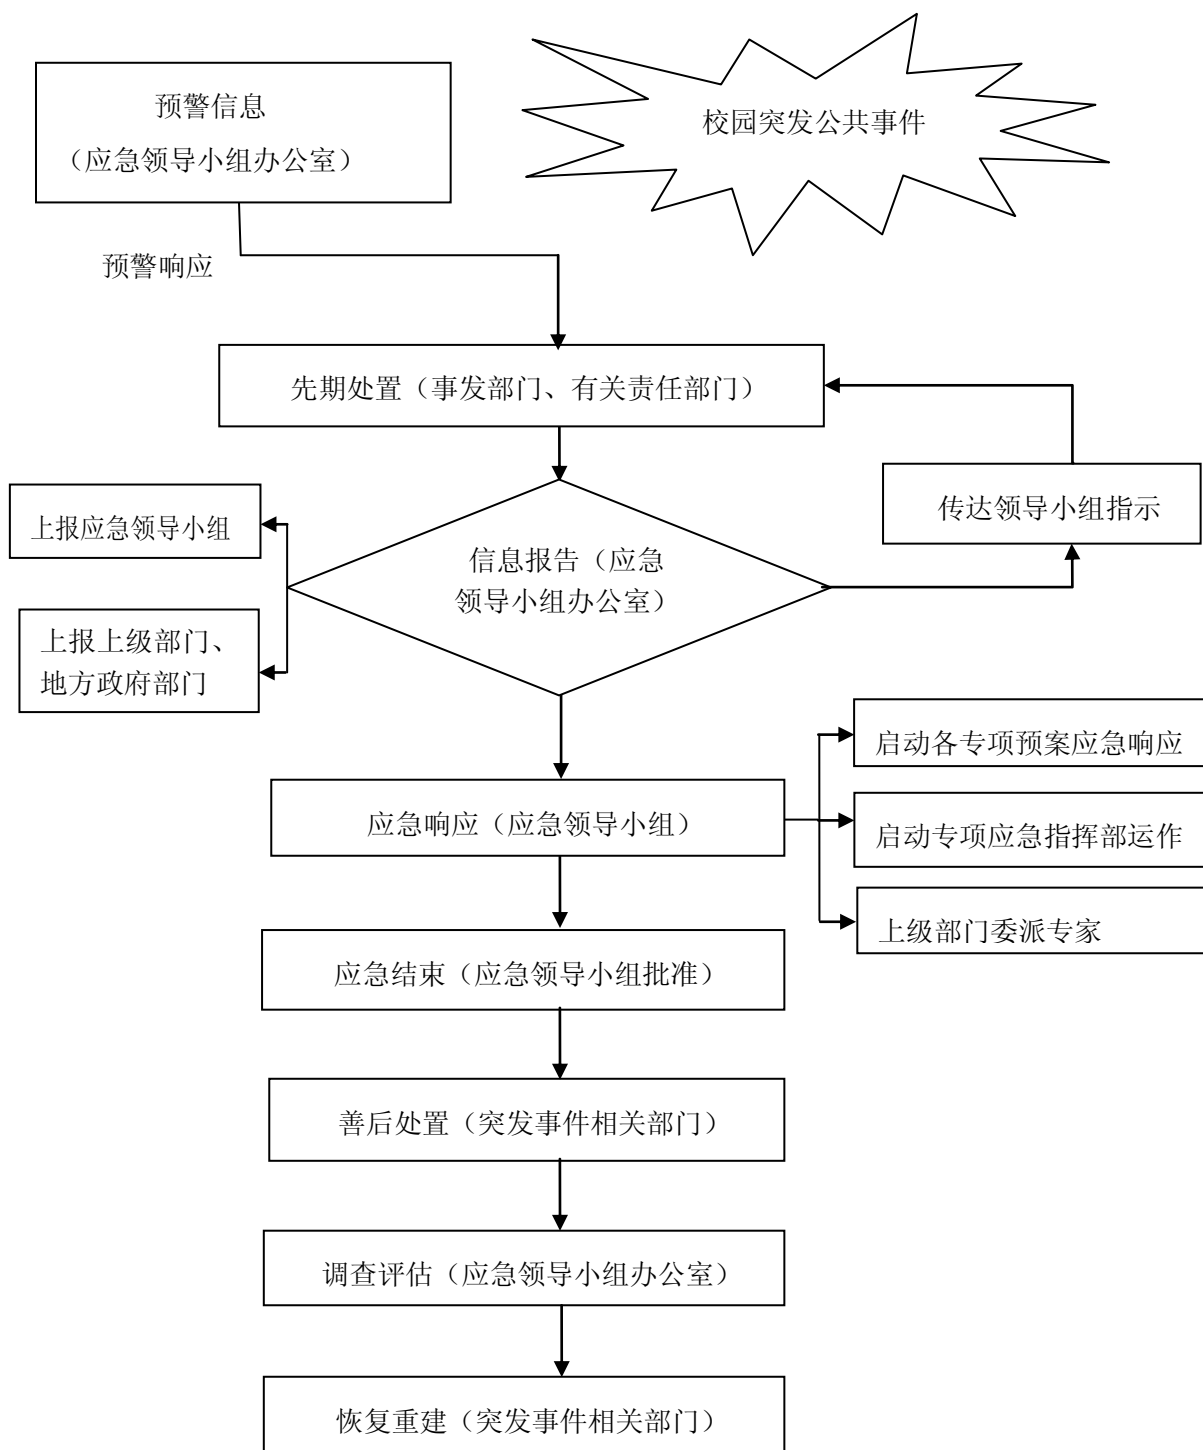 预警信息
（应急领导小组办公室）
校园突发公共事件
预警响应
先期处置（事发部门、有关责任部门）
上报应急领导小组
信息报告（应急
领导小组办公室）
传达领导小组指示
上报上级部门、
地方政府部门
启动各专项预案应急响应
应急响应（应急领导小组）
启动专项应急指挥部运作
上级部门委派专家
应急结束（应急领导小组批准）
善后处置（突发事件相关部门）
调查评估（应急领导小组办公室）
恢复重建（突发事件相关部门）